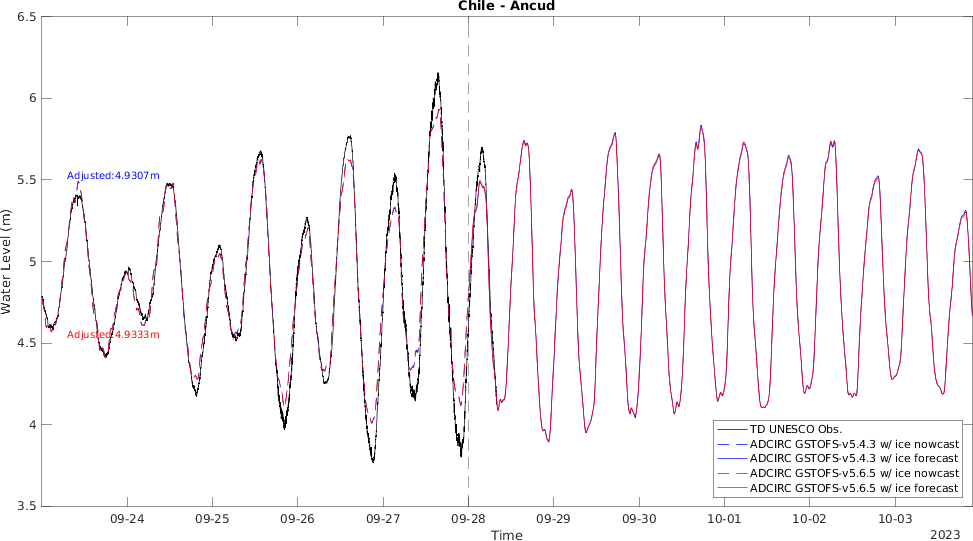 Chile - Ancud
6.5
6
5.5
5
4.5
4
3.5
Water Level (m)
Adjusted:4.9307m
Adjusted:4.9333m
TD UNESCO Obs.
ADCIRC GSTOFS-v5.4.3 w/ ice nowcast
ADCIRC GSTOFS-v5.4.3 w/ ice forecast
ADCIRC GSTOFS-v5.6.5 w/ ice nowcast
ADCIRC GSTOFS-v5.6.5 w/ ice forecast
09-24 09-25 09-26 09-27 09-28 09-29 09-30 10-01 10-02 10-03
Time
2023